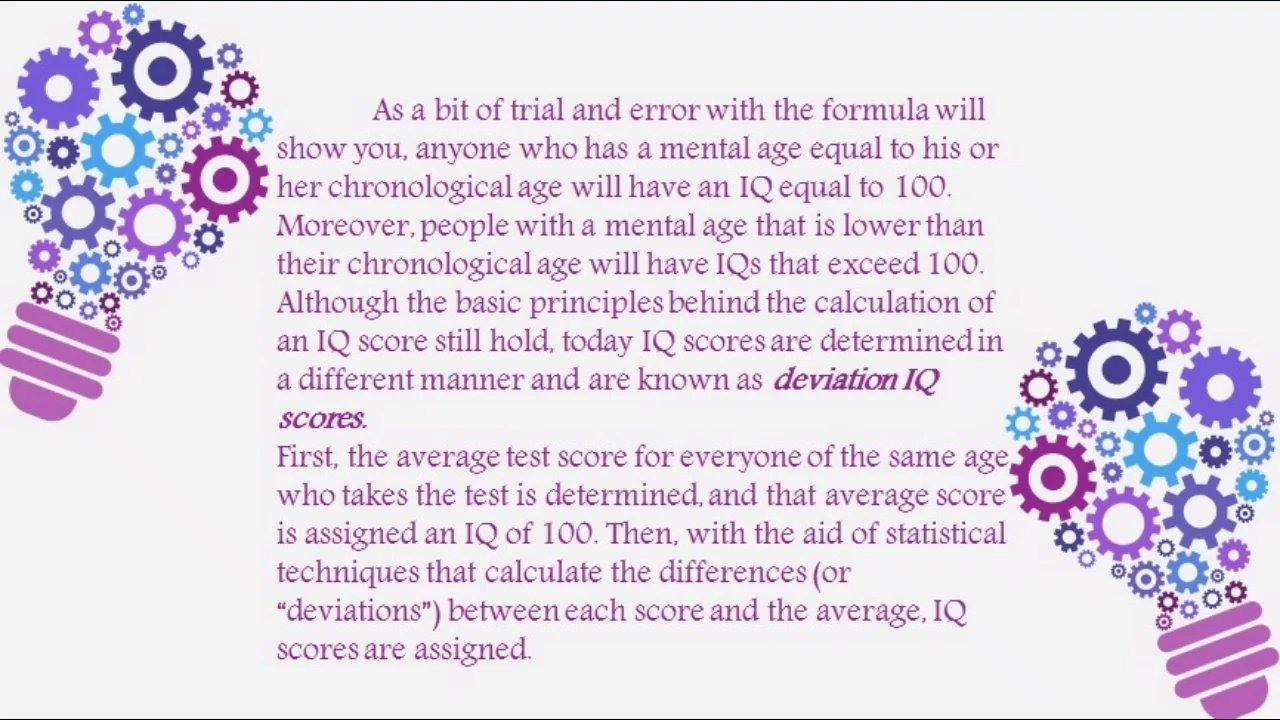 As a bit of trial and error with the formula will
show you, anyone who has a mental age equal to his or
her chronological age will have an IQ equal to 100.
Moreover, people with a mental age that is lower than
their chronological age will have IQs that exceed 100.
Although the basic principles behind the calculation of
an IQ score still hold, today IQ scores are determined in
a different manner and are known as deviation IQ
scores.
First, the average test score for everyone of the same age
who takes the test is determined, and that average score
is assigned an IQ of 100. Then, with the aid of statistical
techniques that calculate the differences (or
“deviations”) between each score and the average, IQ
scores are assigned.